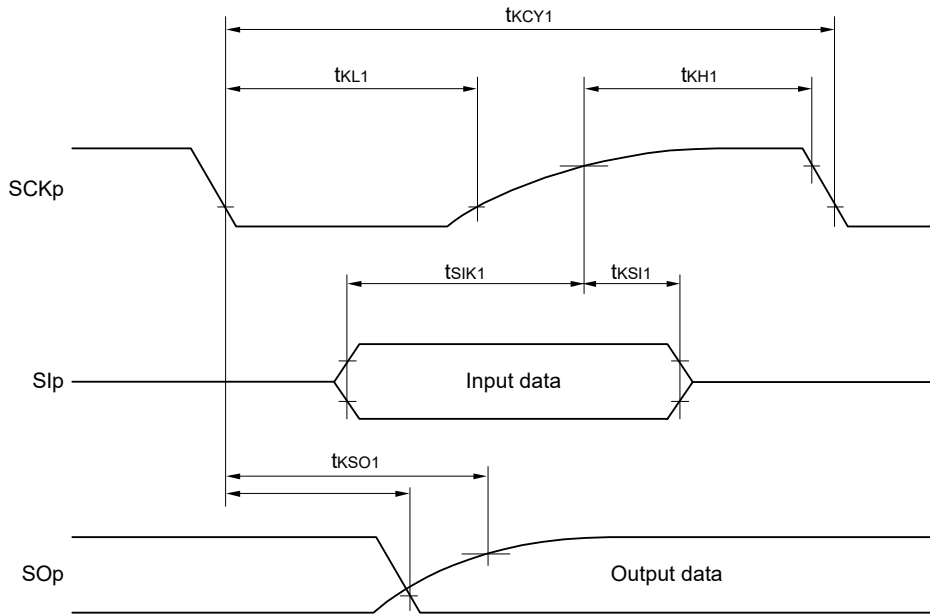 tKCY1
tKL1
tKH1
SCKp
tSIK1
tKSI1
SIp
Input data
tKSO1
SOp
Output data